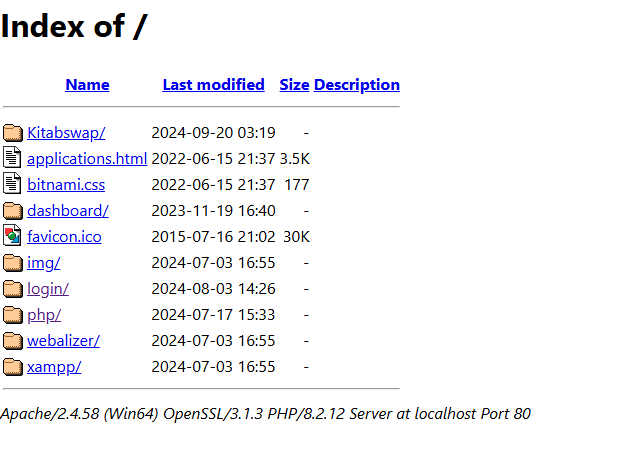 Index of /
Name Last modified Size Description
Kitabswap/ 2024-09-20 03:19 -
applications.html 2022-06-15 21:37 3.5K
bitnami.css 2022-06-15 21:37 177
dashboard/ 2023-11-19 16:40 -
favicon.ico 2015-07-16 21:02 30K
img/ 2024-07-03 16:55 -
login/ 2024-08-03 14:26 -
php/ 2024-07-17 15:33 -
webalizer/ 2024-07-03 16:55 -
xampp/ 2024-07-03 16:55 -
Apache/2.4.58 (Win64) OpenSSL/3.1.3 PHP/8.2.12 Server at localhost Port 80